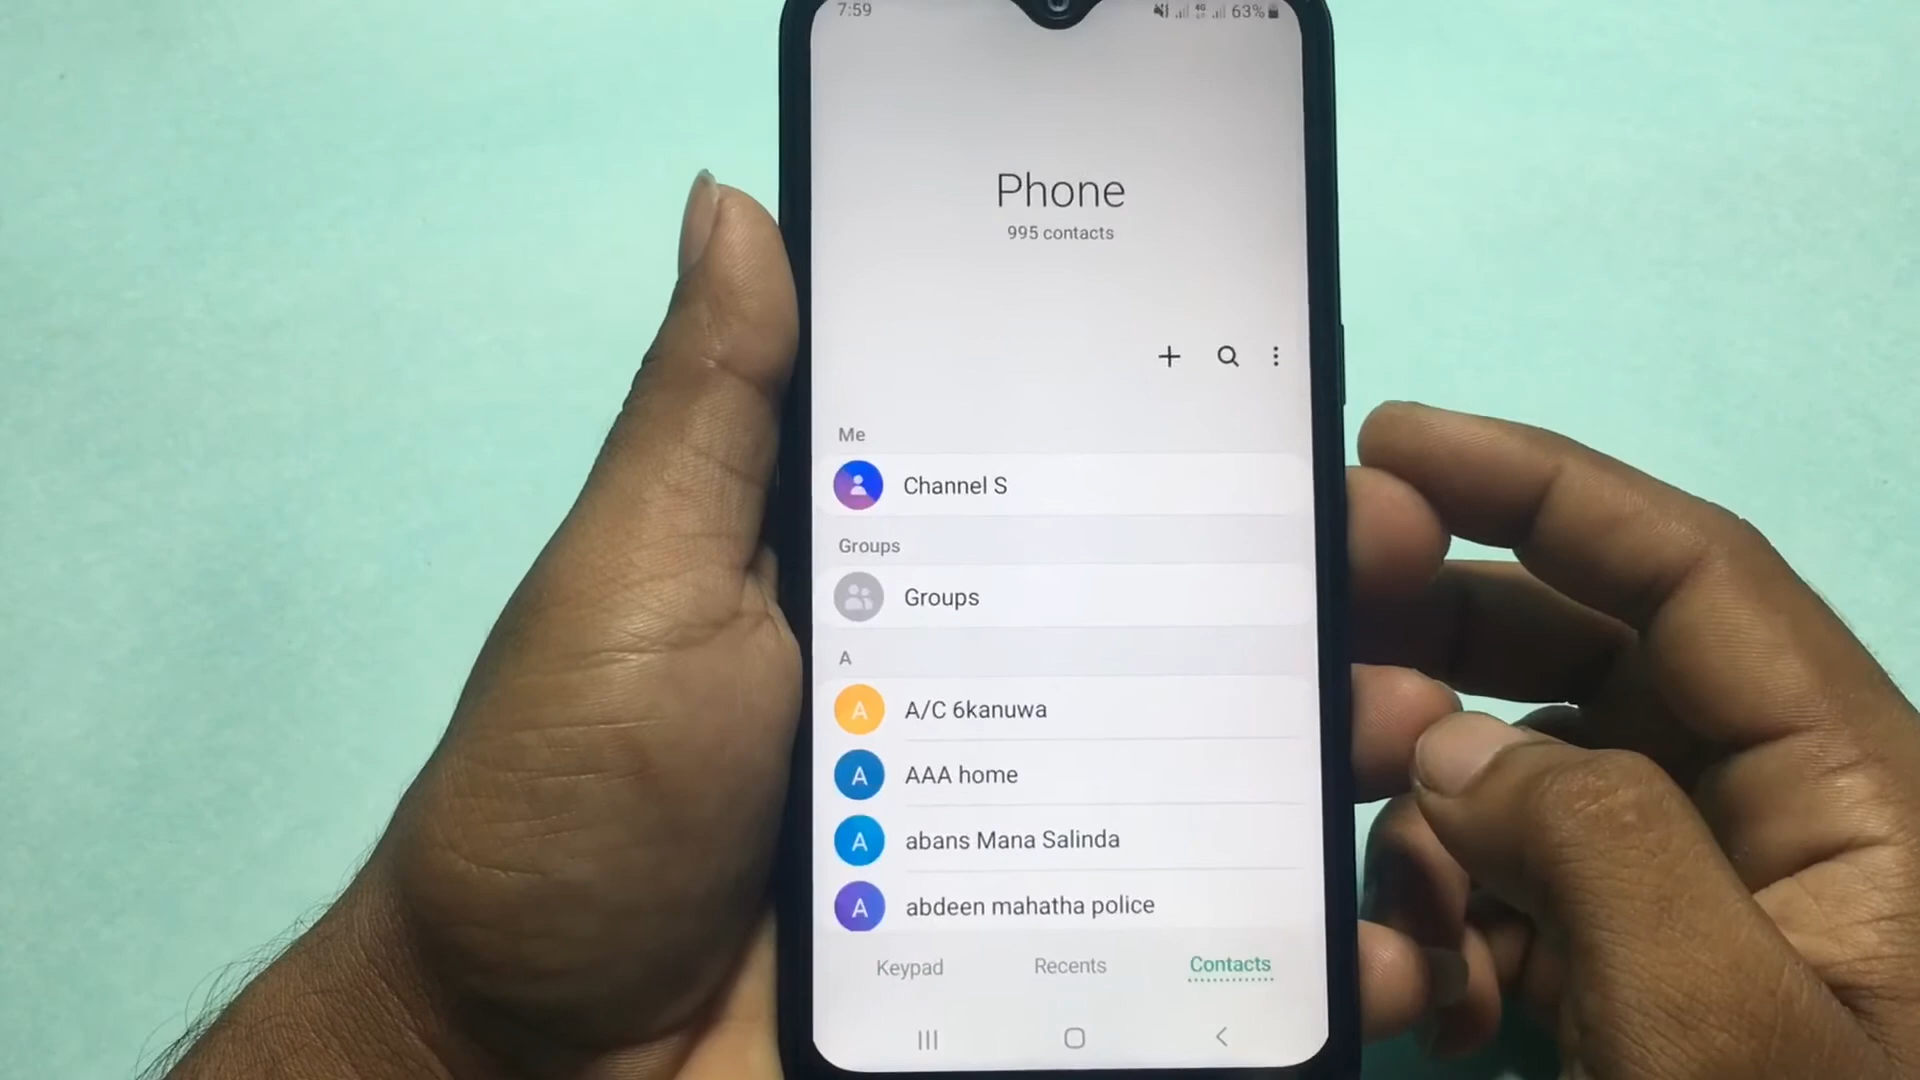 7:59
4G 63%
Phone
995 contacts
Me
Channel S
Groups
Groups
A
A A/C 6kanuwa
A AAA home
A abans Mana Salinda
A abdeen mahatha police
Keypad Recents Contacts